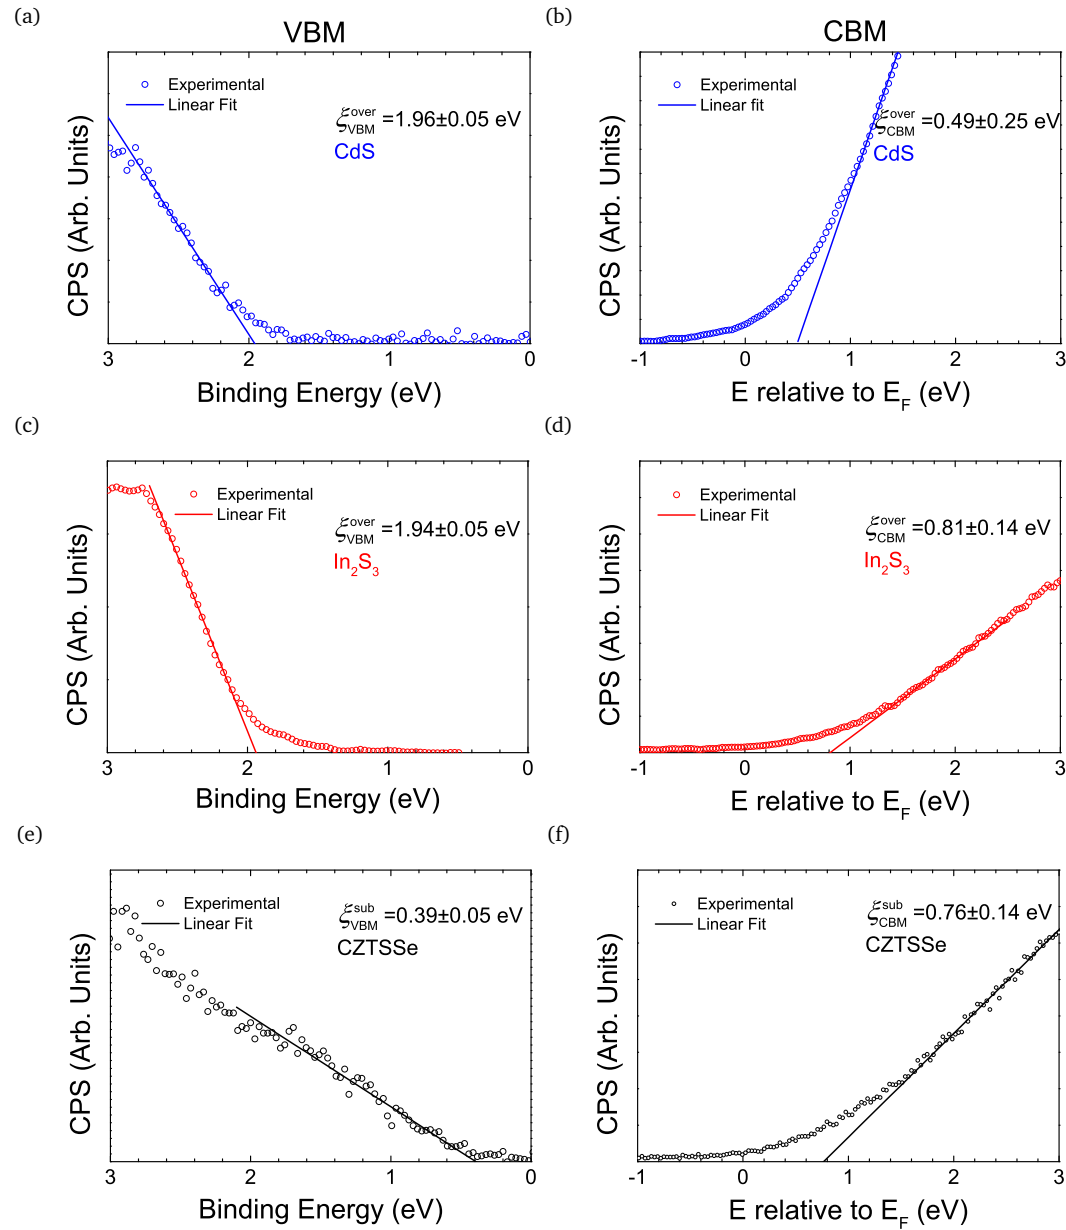 (a)
VBM
Experimental
Linear Fit
ξ^over_VBM =1.96±0.05 eV
CdS
CPS (Arb. Units)
3 2 1 0
Binding Energy (eV)
(b)
CBM
Experimental
Linear fit
ξ^over_CBM =0.49±0.25 eV
CdS
CPS (Arb. Units)
-1 0 1 2 3
E relative to E_F (eV)
(c)
Experimental
Linear Fit
ξ^over_VBM =1.94±0.05 eV
In₂S₃
CPS (Arb. Units)
3 2 1 0
Binding Energy (eV)
(d)
Experimental
Linear Fit
ξ^over_CBM =0.81±0.14 eV
In₂S₃
CPS (Arb. Units)
-1 0 1 2 3
E relative to E_F (eV)
(e)
Experimental
Linear Fit
ξ^sub_VBM =0.39±0.05 eV
CZTSSe
CPS (Arb. Units)
3 2 1 0
Binding Energy (eV)
(f)
Experimental
Linear Fit
ξ^sub_CBM =0.76±0.14 eV
CZTSSe
CPS (Arb. Units)
-1 0 1 2 3
E relative to E_F (eV)